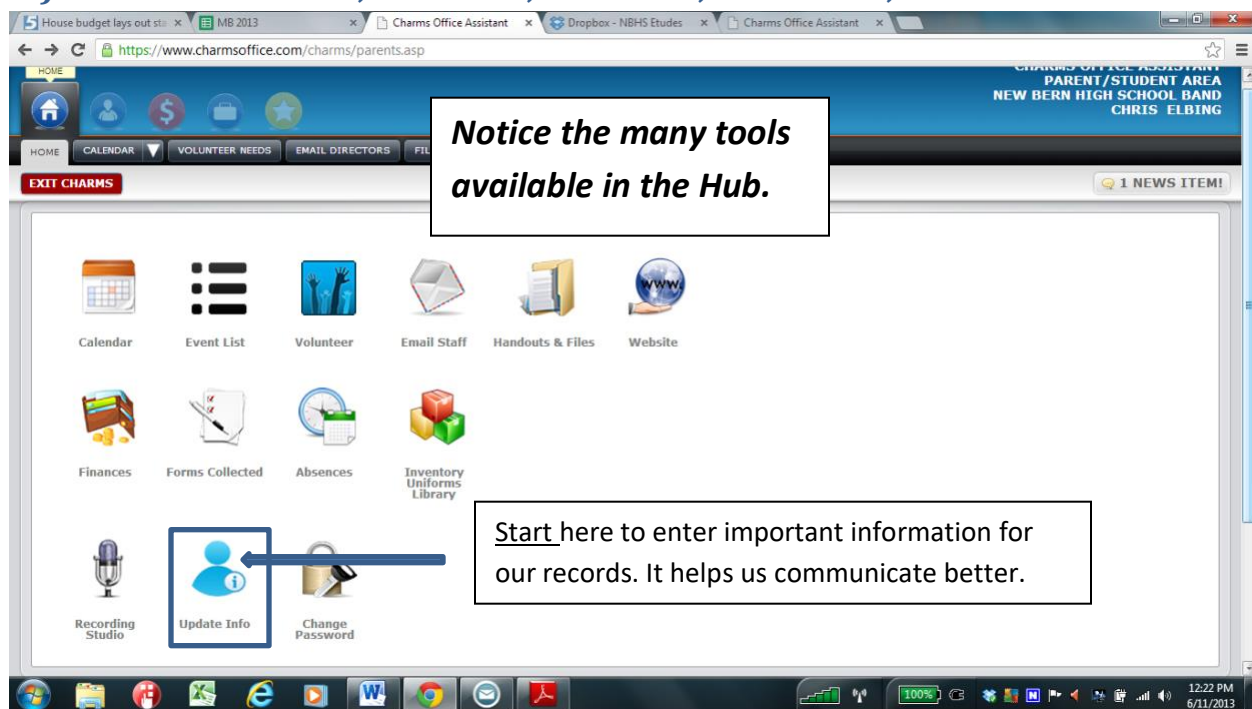 House budget lays out sta
MB 2013
Charms Office Assistant
Dropbox - NBHS Etudes
Charms Office Assistant
https://www.charmsoffice.com/charms/parents.asp
HOME
CHARMS OFFICE ASSISTANT
PARENT/STUDENT AREA
NEW BERN HIGH SCHOOL BAND
CHRIS ELBING
Notice the many tools
available in the Hub.
HOME CALENDAR VOLUNTEER NEEDS EMAIL DIRECTORS
EXIT CHARMS
1 NEWS ITEM!
www.
Calendar Event List Volunteer Email Staff Handouts & Files Website
Finances Forms Collected Absences Inventory
Uniforms
Library
Start here to enter important information for
our records. It helps us communicate better.
Recording
Studio
Update Info
Change
Password
100%
12:22 PM
6/11/2013